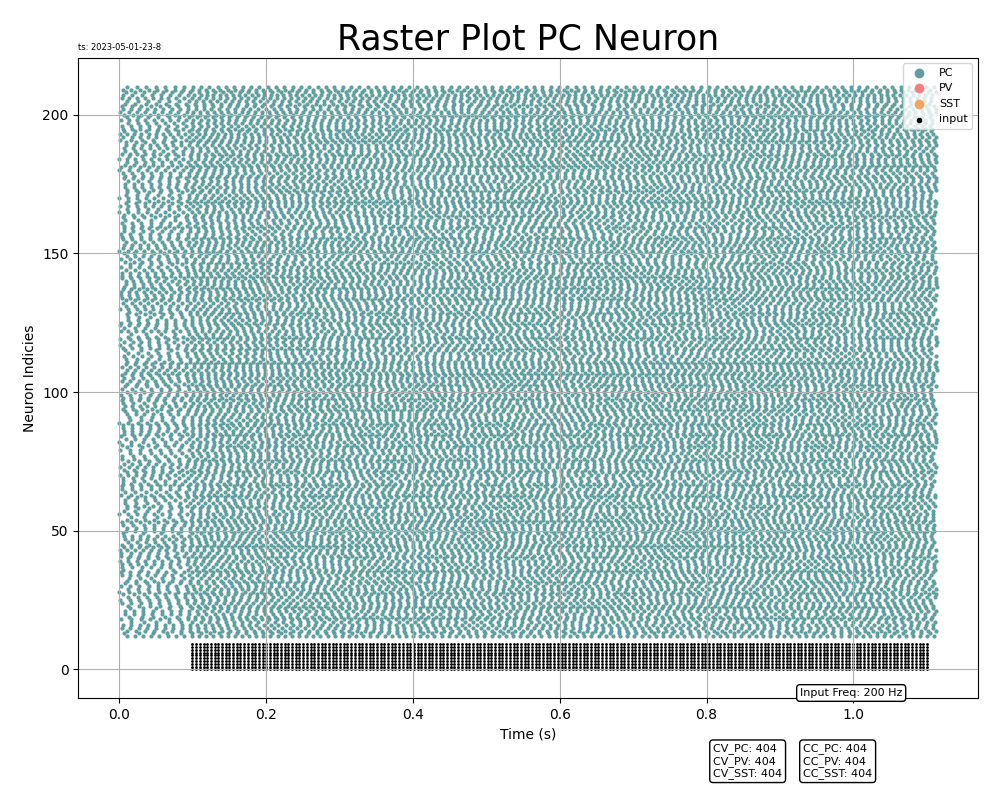 Raster Plot PC Neuron
ts: 2023-05-01-23-8
PC
PV
SST
input
200
150
100
50
0
Neuron Indicies
0.0 0.2 0.4 0.6 0.8 1.0
Time (s)
Input Freq: 200 Hz
CV_PC: 404
CV_PV: 404
CV_SST: 404
CC_PC: 404
CC_PV: 404
CC_SST: 404